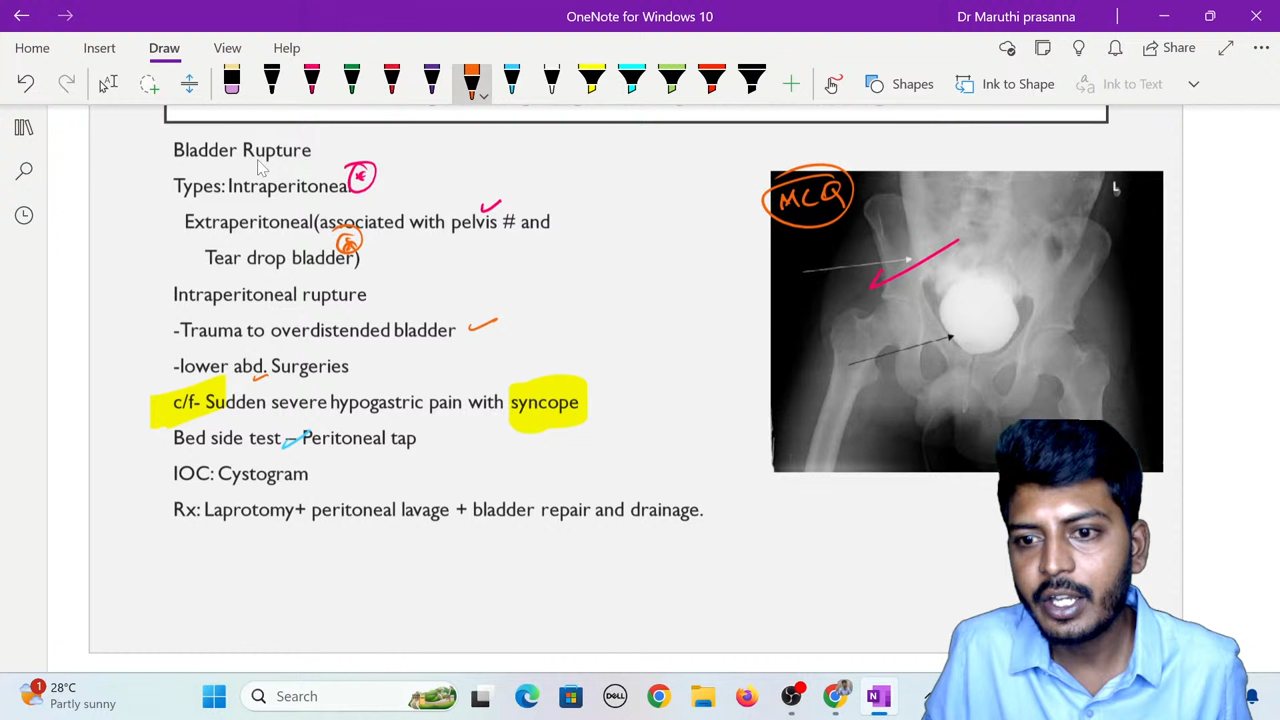 OneNote for Windows 10
Dr Maruthi prasanna
Home Insert Draw View Help
Share
Shapes
Ink to Shape
Ink to Text
Bladder Rupture
Types: Intraperitoneal
Extraperitoneal(associated with pelvis # and
Tear drop bladder)
Intraperitoneal rupture
-Trauma to overdistended bladder
-lower abd. Surgeries
c/f- Sudden severe hypogastric pain with syncope
Bed side test – Peritoneal tap
IOC: Cystogram
Rx: Laprotomy+ peritoneal lavage + bladder repair and drainage.
MCQ
L
1
28°C
Partly sunny
Search
DELL